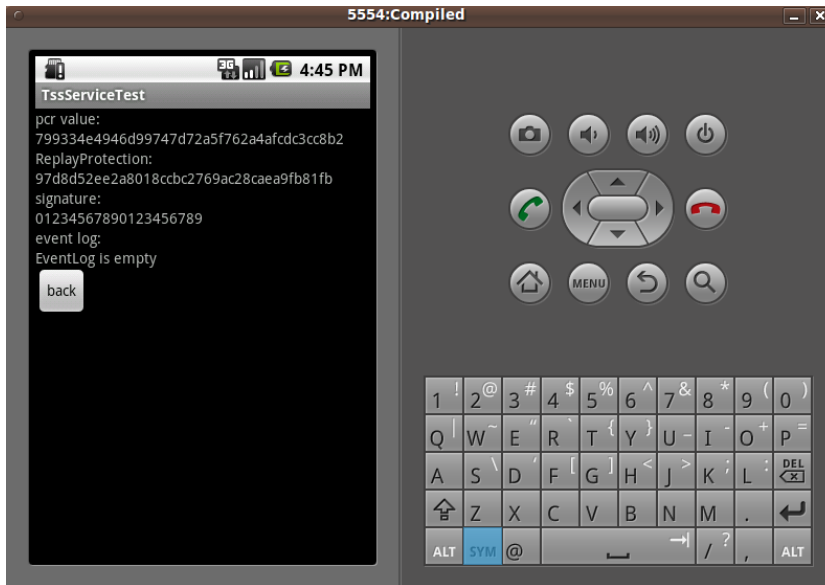 5554:Compiled
3G 4:45 PM
TssServiceTest
pcr value:
799334e4946d99747d72a5f762a4afcdc3cc8b2
ReplayProtection:
97d8d52ee2a8018ccbc2769ac28caea9fb81fb
signature:
01234567890123456789
event log:
EventLog is empty
back
MENU
1 ! 2 @ 3 # 4 $ 5 % 6 ^ 7 & 8 * 9 ( 0 )
Q | W ~ E " R ` T { Y } U _ I - O + P =
A S \ D ' F [ G ] H < J > K ; L : DEL
Z X C V B N M .
ALT SYM @ / ? , ALT